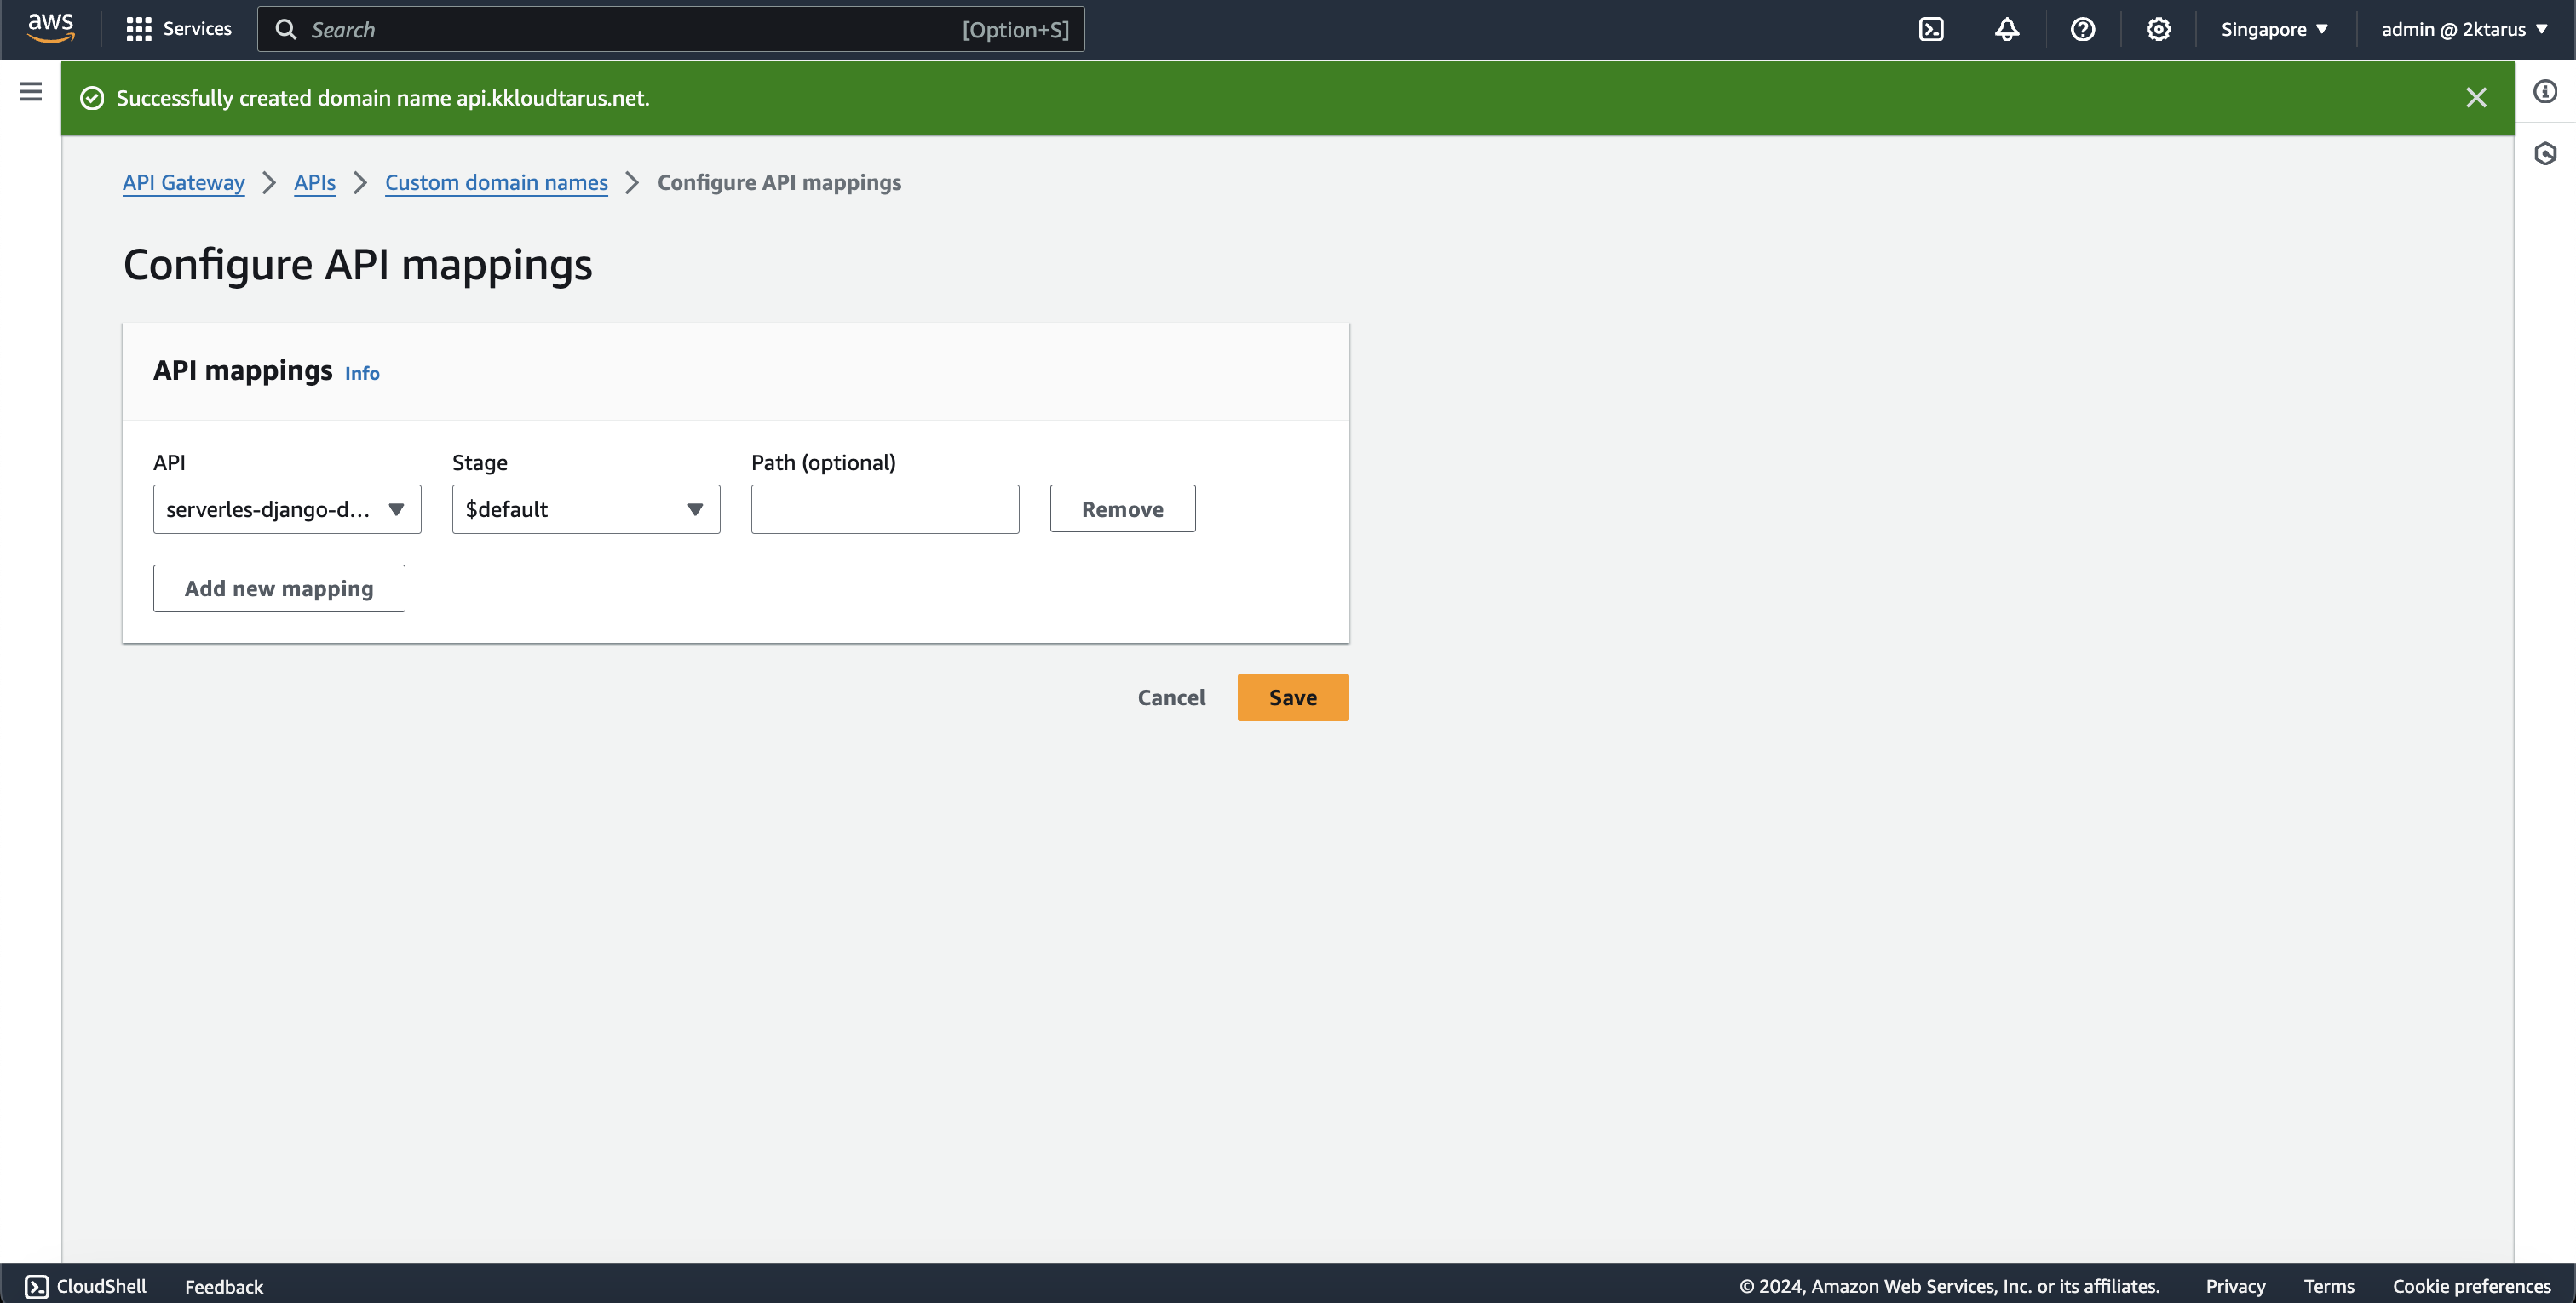 aws Services Search [Option+S] Singapore ▼ admin @ 2ktarus ▼
Successfully created domain name api.kkloudtarus.net.
API Gateway > APIs > Custom domain names > Configure API mappings
Configure API mappings
API mappings Info
API Stage Path (optional)
serverles-django-d... $default Remove
Add new mapping
Cancel Save
CloudShell Feedback © 2024, Amazon Web Services, Inc. or its affiliates. Privacy Terms Cookie preferences